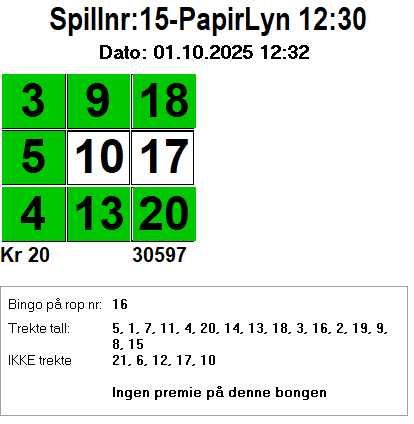 Spillnr:15-PapirLyn 12:30
Dato: 01.10.2025 12:32
3 9 18
5 10 17
4 13 20
Kr 20 30597
Bingo på rop nr: 16
Trekte tall: 5, 1, 7, 11, 4, 20, 14, 13, 18, 3, 16, 2, 19, 9,
8, 15
IKKE trekte 21, 6, 12, 17, 10
Ingen premie på denne bongen